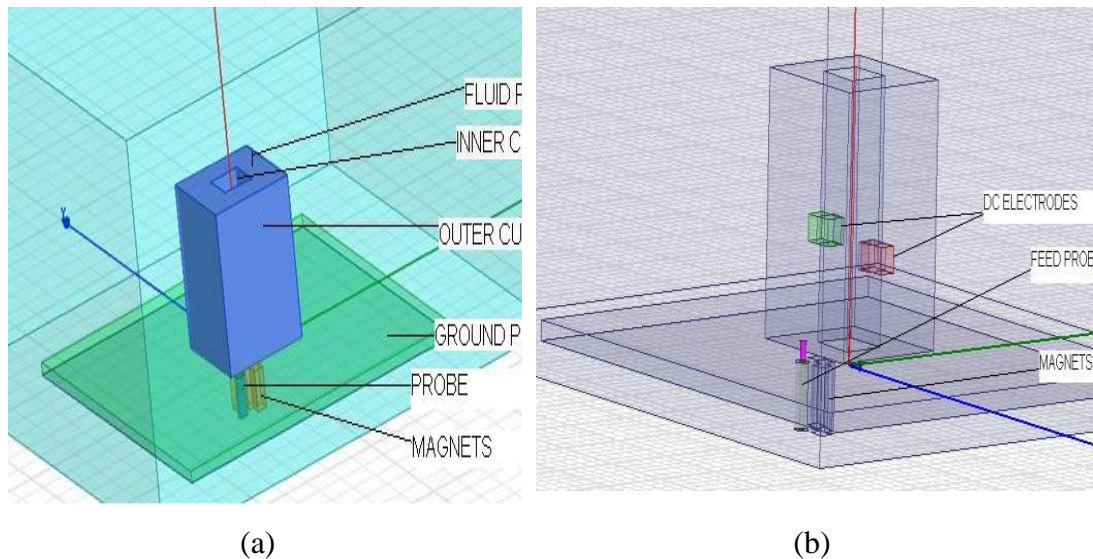 FLUID P
INNER C
OUTER CU
GROUND P
PROBE
MAGNETS
Y
DC ELECTRODES
FEED PROB
MAGNETS
(a)
(b)